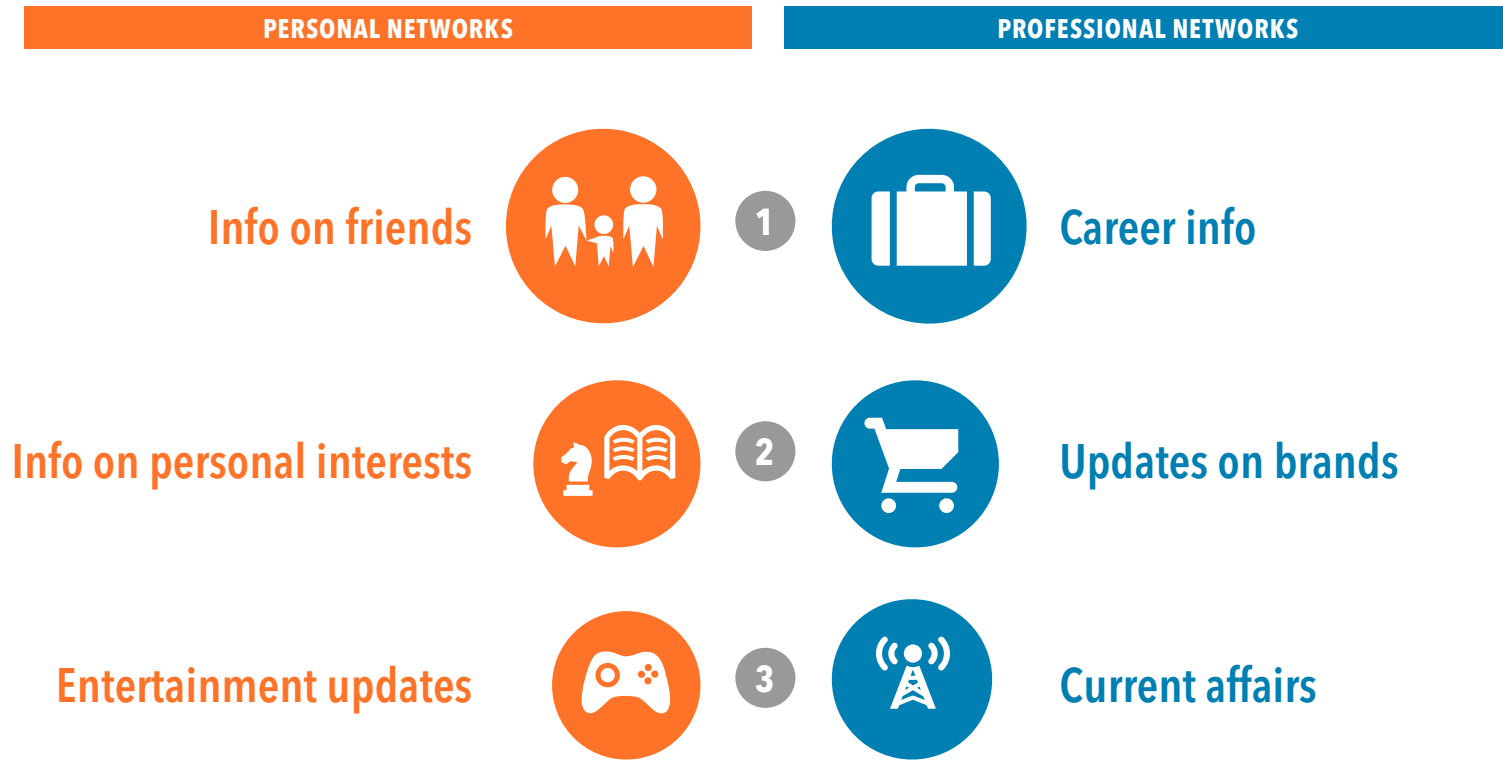 PERSONAL NETWORKS
PROFESSIONAL NETWORKS
Info on friends
1
Career info
Info on personal interests
2
Updates on brands
Entertainment updates
3
Current affairs